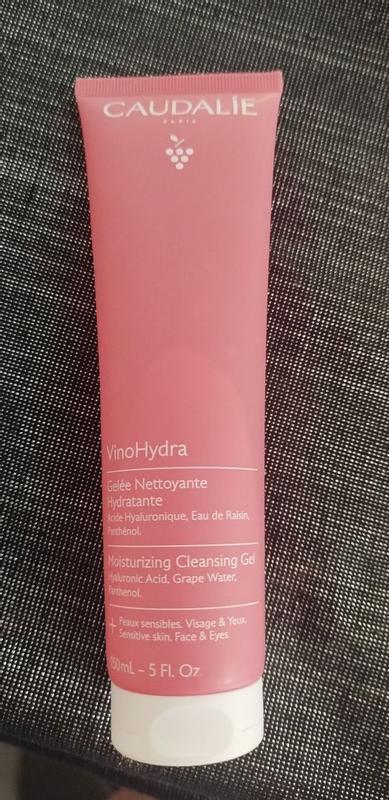 CAUDALÍE
PARIS
VinoHydra
Gelée Nettoyante
Hydratante
Acide Hyaluronique, Eau de Raisin,
Panthénol.
Moisturizing Cleansing Gel
Hyaluronic Acid, Grape Water,
Panthenol.
+ Peaux sensibles. Visage & Yeux.
Sensitive skin. Face & Eyes.
150mL – 5 Fl. Oz.